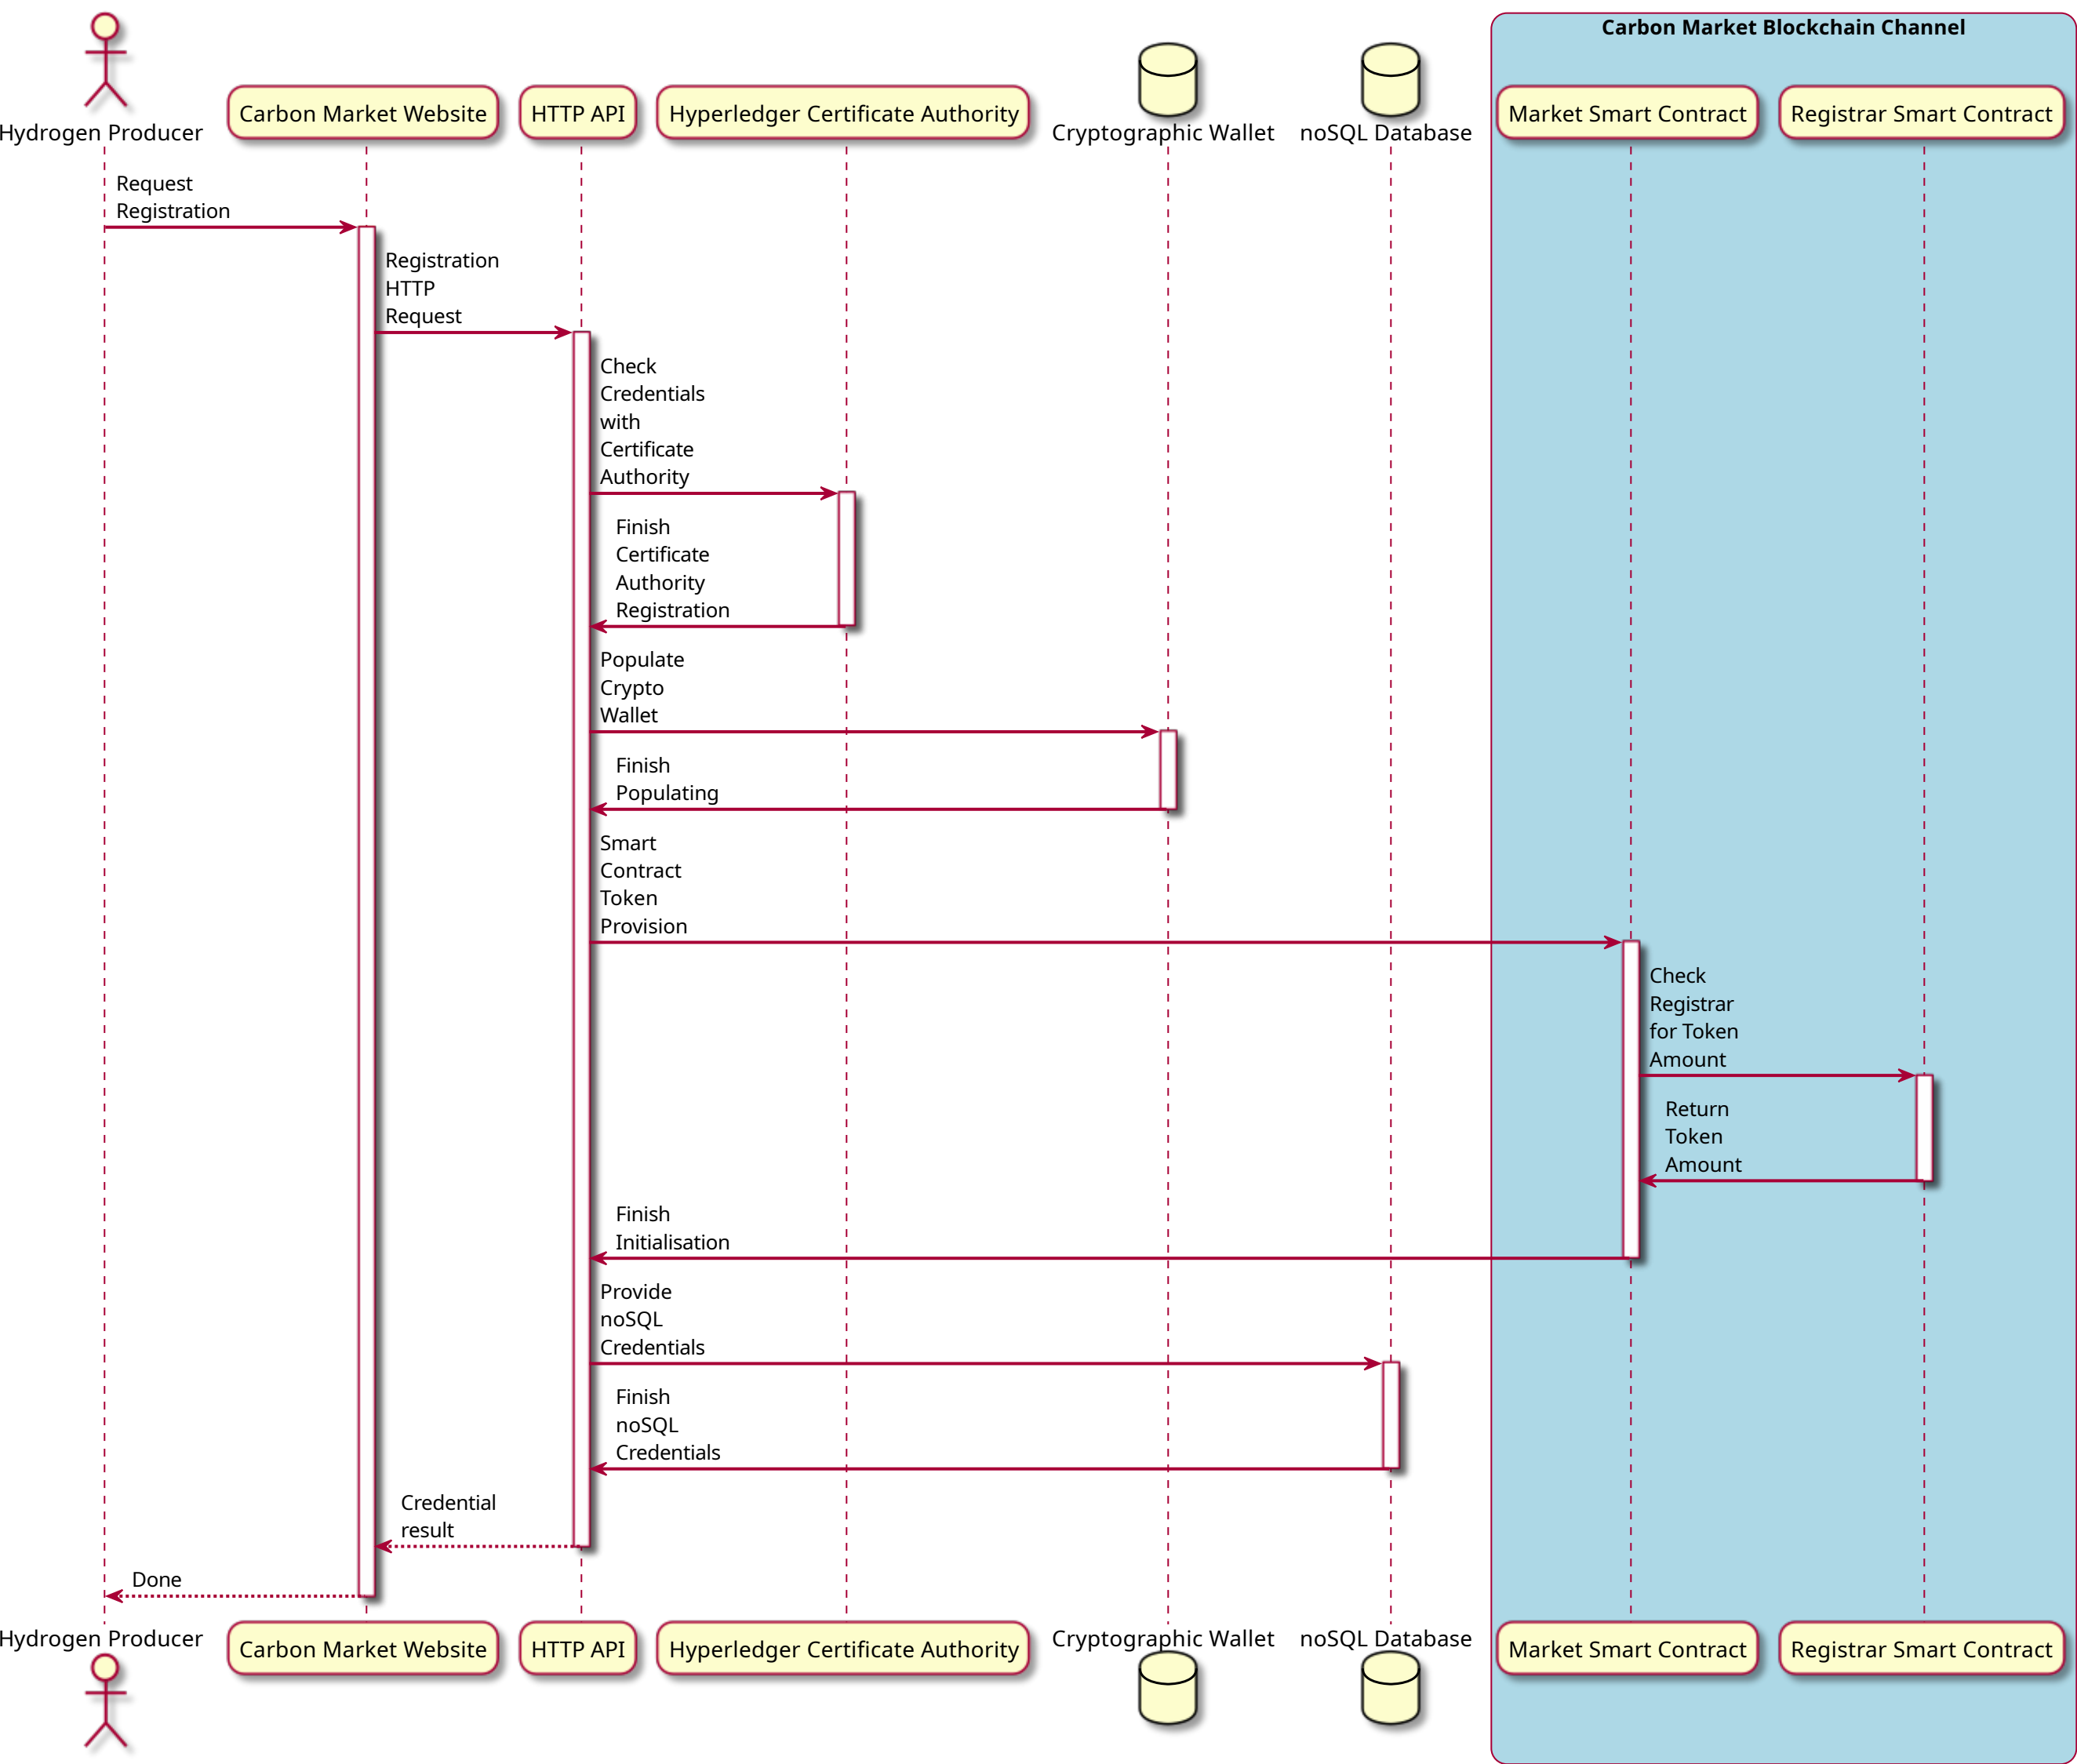 Carbon Market Blockchain Channel
Hydrogen Producer
Carbon Market Website
HTTP API
Hyperledger Certificate Authority
Cryptographic Wallet
noSQL Database
Market Smart Contract
Registrar Smart Contract
Request
Registration
Registration
HTTP
Request
Check
Credentials
with
Certificate
Authority
Finish
Certificate
Authority
Registration
Populate
Crypto
Wallet
Finish
Populating
Smart
Contract
Token
Provision
Check
Registrar
for Token
Amount
Return
Token
Amount
Finish
Initialisation
Provide
noSQL
Credentials
Finish
noSQL
Credentials
Credential
result
Done
Hydrogen Producer
Carbon Market Website
HTTP API
Hyperledger Certificate Authority
Cryptographic Wallet
noSQL Database
Market Smart Contract
Registrar Smart Contract